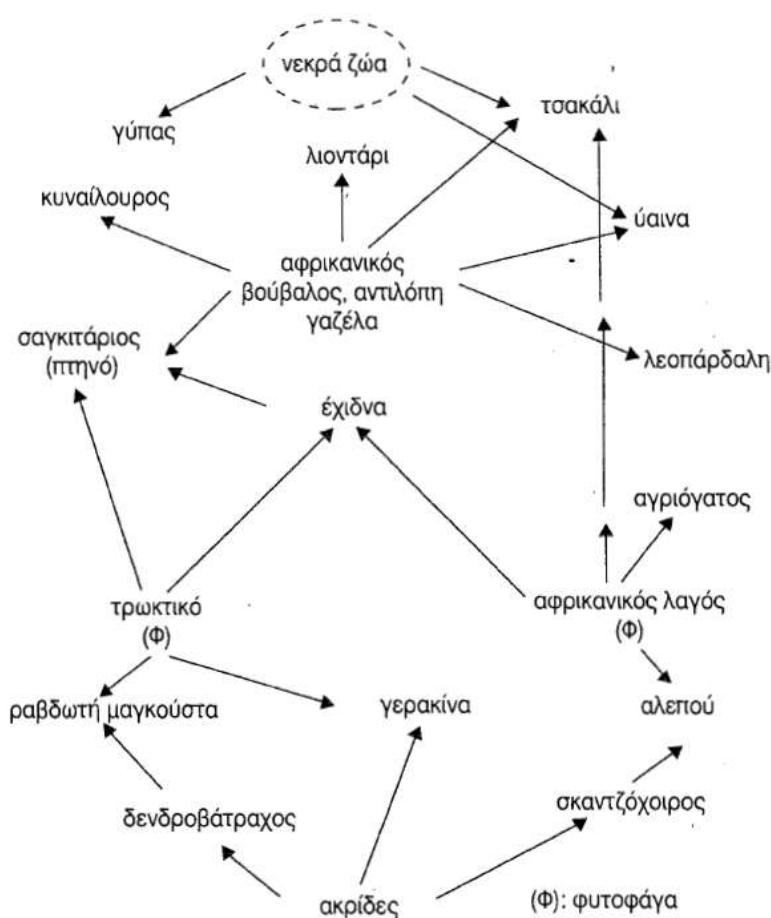 νεκρά ζώα
τσακάλι
γύπας
λιοντάρι
κυναίλουρος
ύαινα
αφρικανικός
βούβαλος, αντιλόπη
γαζέλα
σαγκιτάριος
(πτηνό)
λεοπάρδαλη
έχιδνα
αγριόγατος
τρωκτικό
(Φ)
αφρικανικός λαγός
(Φ)
ραβδωτή μαγκούστα
γερακίνα
αλεπού
δενδροβάτραχος
σκαντζόχοιρος
ακρίδες
(Φ): φυτοφάγα